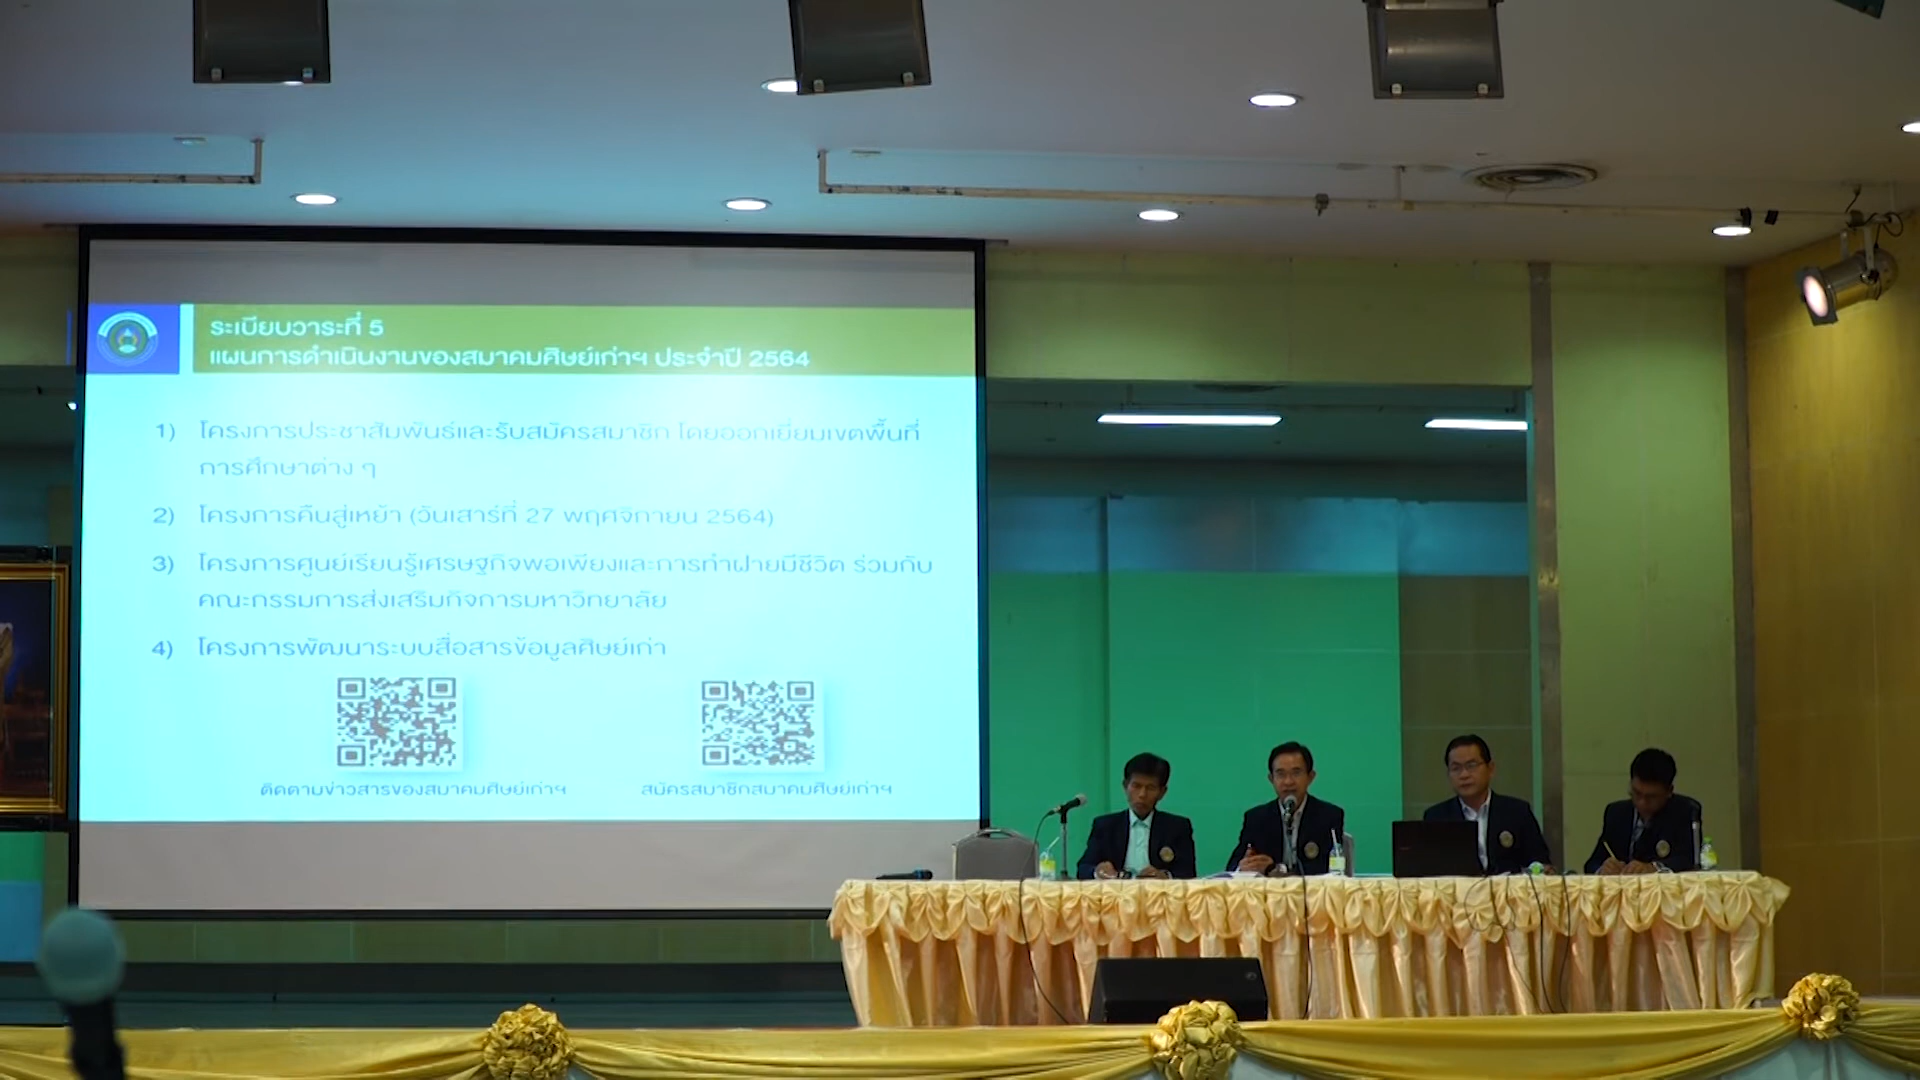 ระเบียบวาระที่ 5
แผนการดำเนินงานของสมาคมศิษย์เก่าฯ ประจำปี 2564
1) โครงการประชาสัมพันธ์และรับสมัครสมาชิก โดยออกเยี่ยมเขตพื้นที่
การศึกษาต่าง ๆ
2) โครงการคืนสู่เหย้า (วันเสาร์ที่ 27 พฤศจิกายน 2564)
3) โครงการศูนย์เรียนรู้เศรษฐกิจพอเพียงและการทำฝายมีชีวิต ร่วมกับ
คณะกรรมการส่งเสริมกิจการมหาวิทยาลัย
4) โครงการพัฒนาระบบสื่อสารข้อมูลศิษย์เก่า
ติดตามข่าวสารของสมาคมศิษย์เก่าฯ
สมัครสมาชิกสมาคมศิษย์เก่าฯ